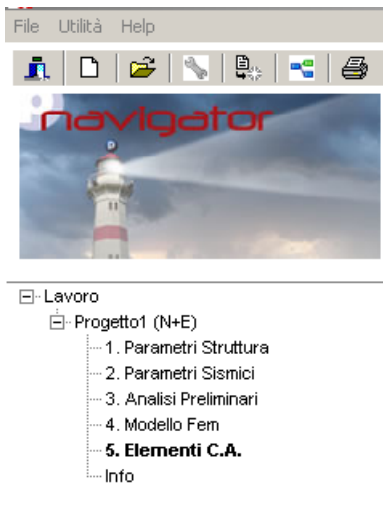 File Utilità Help
navigator
Lavoro
Progetto1 (N+E)
1. Parametri Struttura
2. Parametri Sismici
3. Analisi Preliminari
4. Modello Fem
5. Elementi C.A.
Info